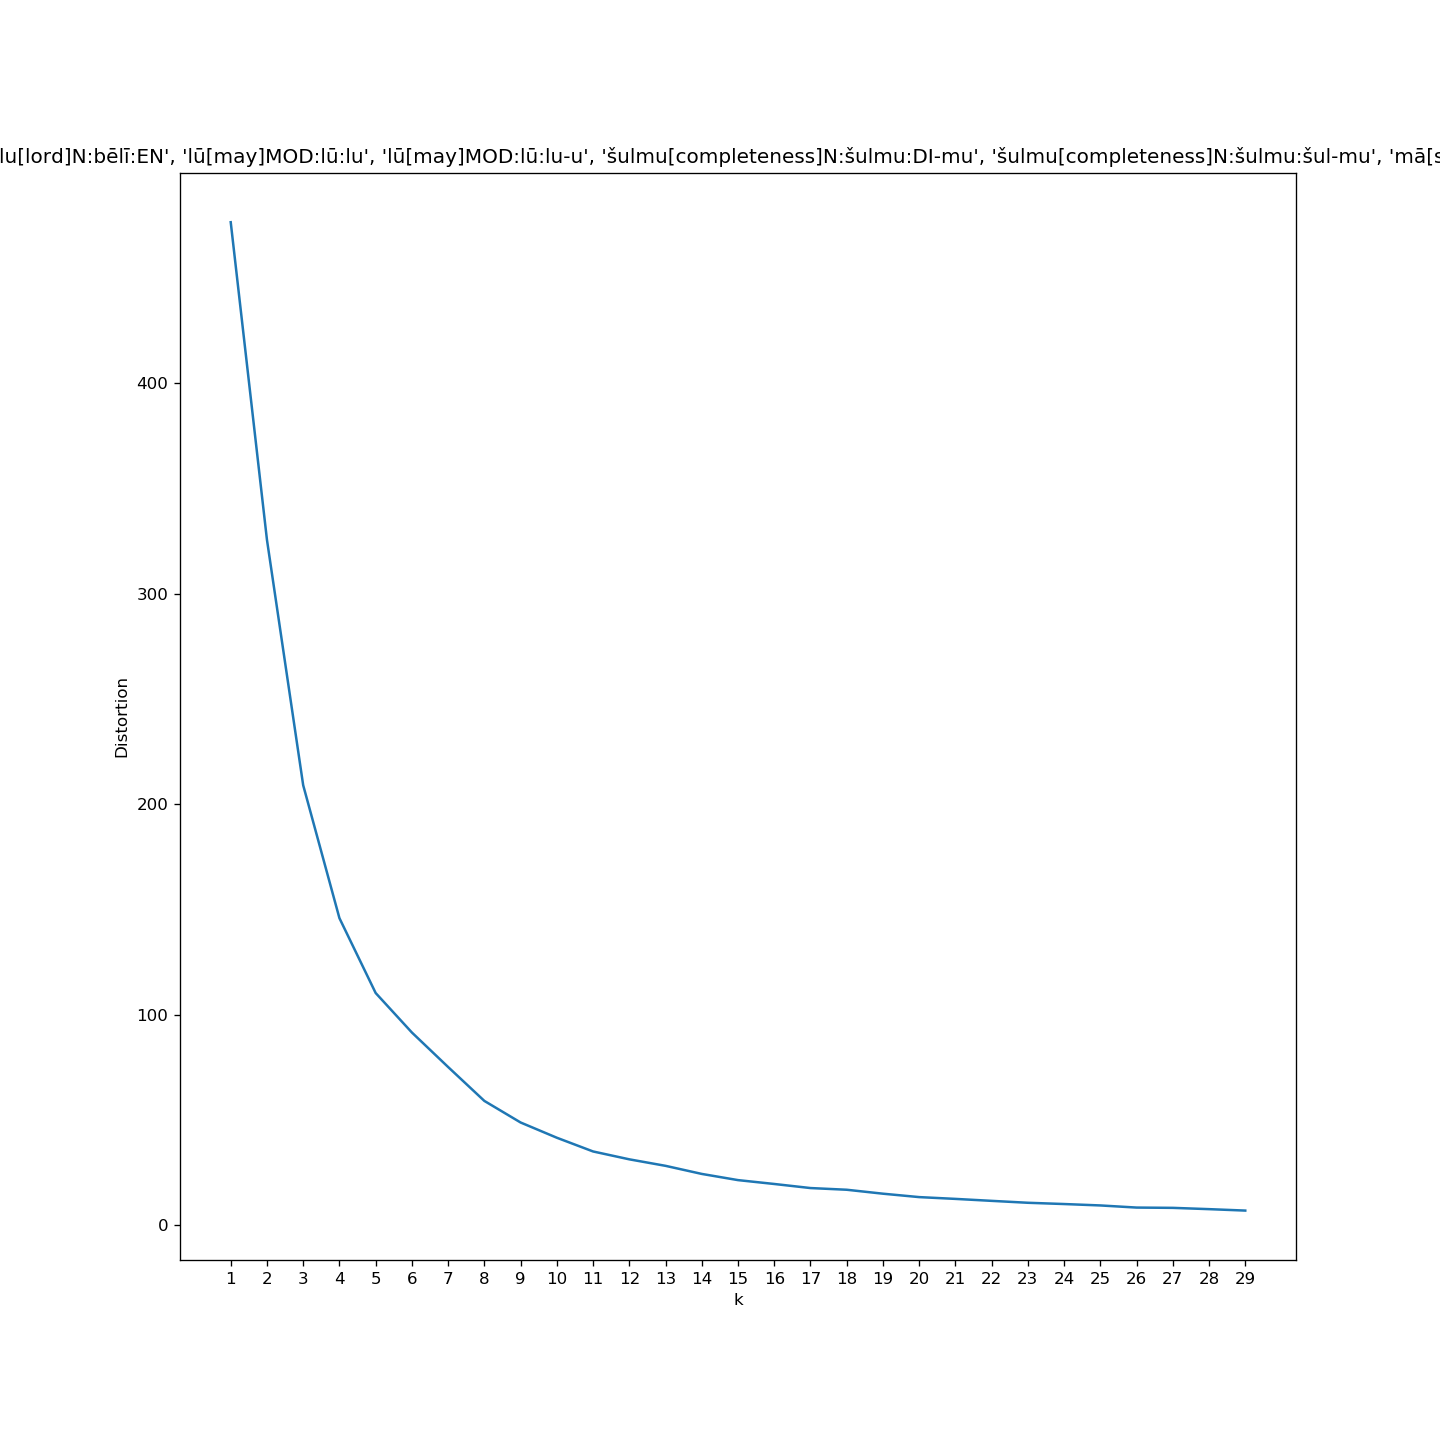 lu[lord]N:bēlī:EN', 'lū[may]MOD:lū:lu', 'lū[may]MOD:lū:lu-u', 'šulmu[completeness]N:šulmu:DI-mu', 'šulmu[completeness]N:šulmu:šul-mu', 'mā[s
400
300
200
100
0
Distortion
1 2 3 4 5 6 7 8 9 10 11 12 13 14 15 16 17 18 19 20 21 22 23 24 25 26 27 28 29
k